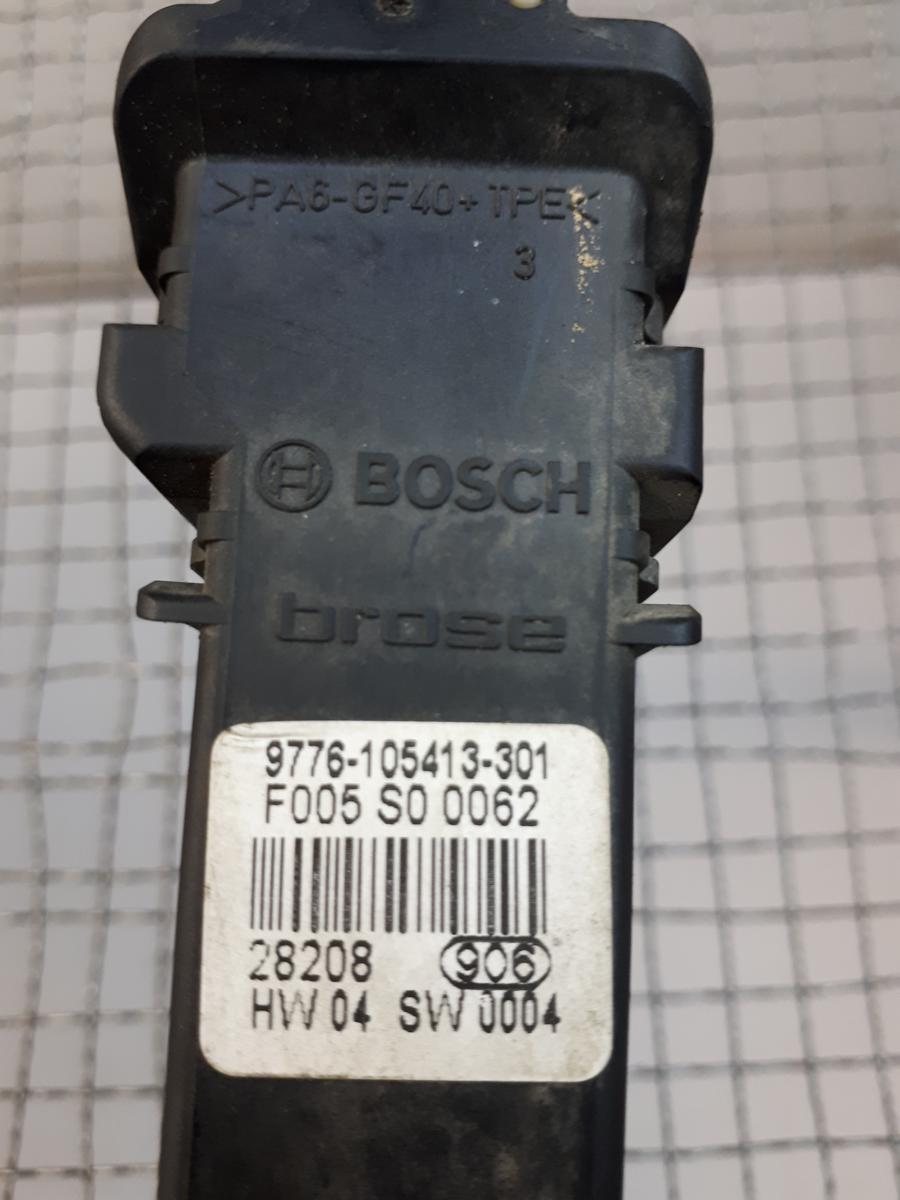 >PA6-GF40+TPE<
3
BOSCH
brose
9776-105413-301
F005 S0 0062
28208 906
HW 04 SW 0004